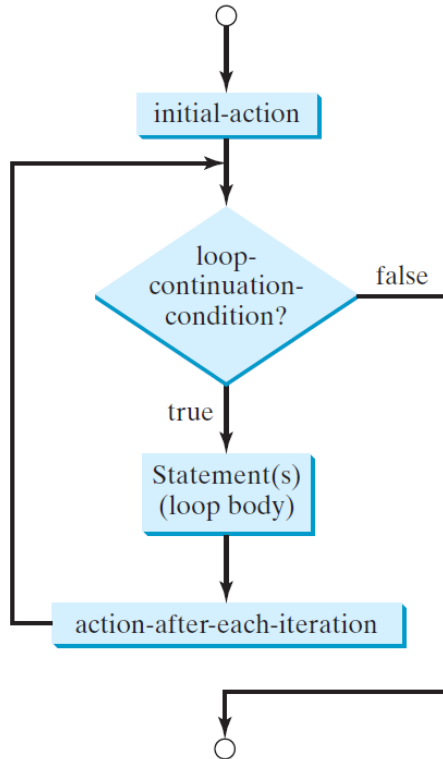 initial-action
loop-
continuation-
condition?
false
true
Statement(s)
(loop body)
action-after-each-iteration